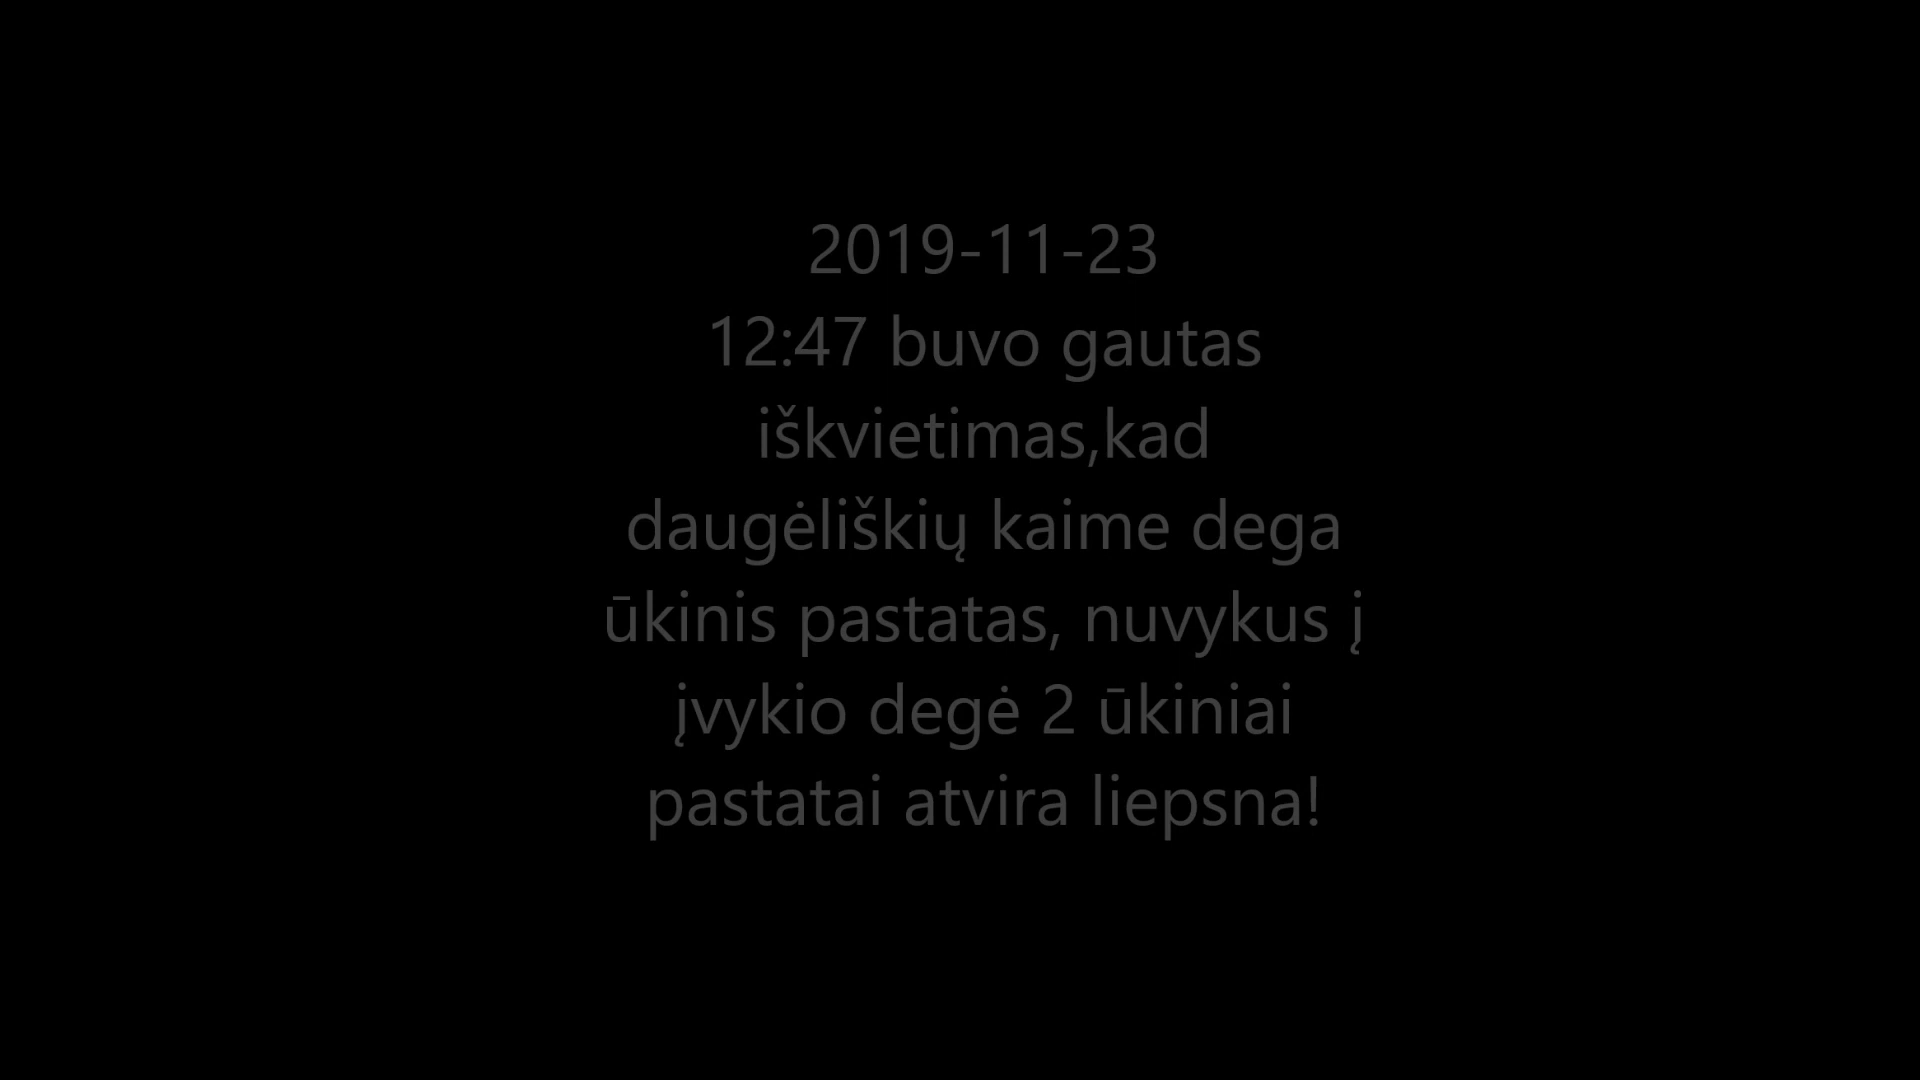 2019-11-23
12:47 buvo gautas
iškvietimas,kad
daugėliškių kaime dega
ūkinis pastatas, nuvykus į
įvykio degė 2 ūkiniai
pastatai atvira liepsna!